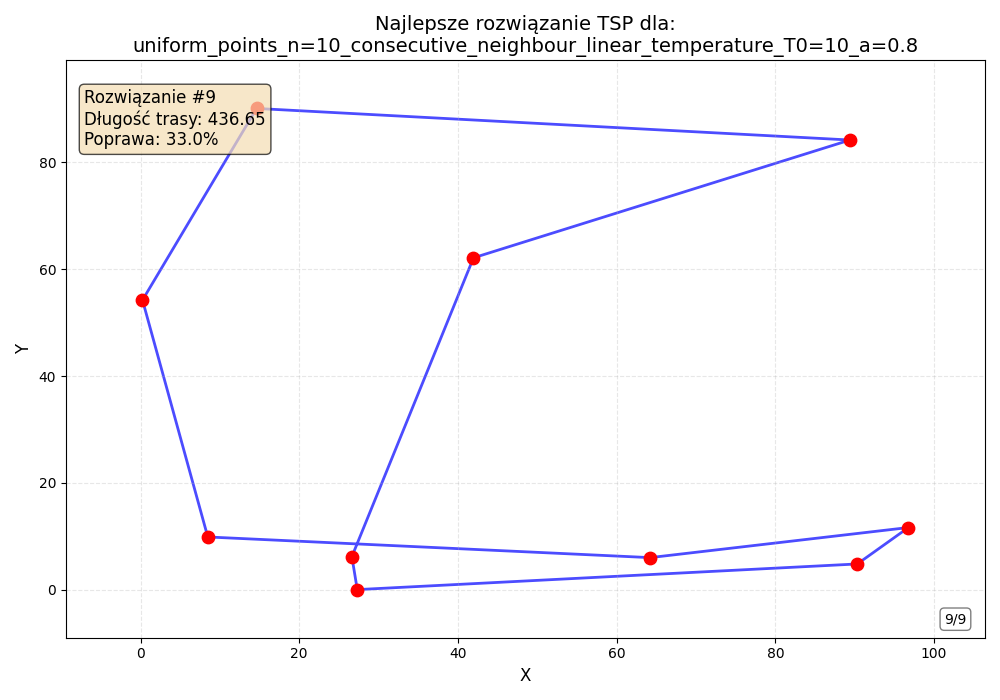 Najlepsze rozwiązanie TSP dla:
uniform_points_n=10_consecutive_neighbour_linear_temperature_T0=10_a=0.8
Rozwiązanie #9
Długość trasy: 436.65
Poprawa: 33.0%
80
60
40
20
0
Y
9/9
0 20 40 60 80 100
X